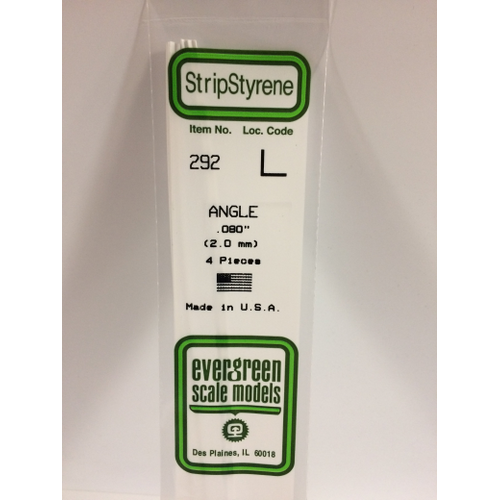 StripStyrene
Item No. Loc. Code
292 L
ANGLE
.080"
(2.0 mm)
4 Pieces
Made in U.S.A.
evergreen
scale models
Des Plaines, IL 60018